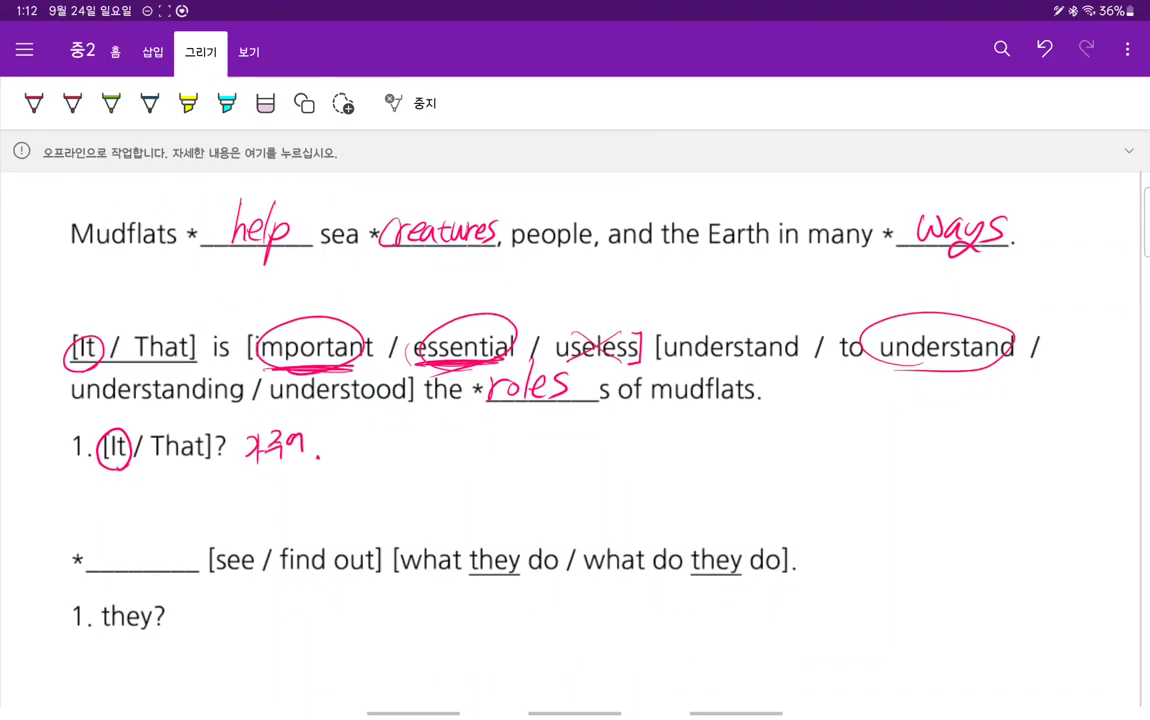 1:12 9월 24일 일요일 36%
중2 홈 삽입 그리기 보기
중지
오프라인으로 작업합니다. 자세한 내용은 여기를 누르십시오.
Mudflats *help sea *creatures, people, and the Earth in many *ways.
[It / That] is [important / essential / useless] [understand / to understand /
understanding / understood] the *roles s of mudflats.
1. [It / That]? 가주어.
*________ [see / find out] [what they do / what do they do].
1. they?